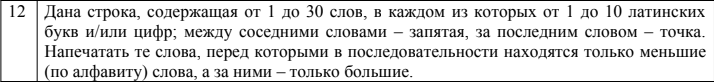 12 Дана строка, содержащая от 1 до 30 слов, в каждом из которых от 1 до 10 латинских
букв и/или цифр; между соседними словами – запятая, за последним словом – точка.
Напечатать те слова, перед которыми в последовательности находятся только меньшие
(по алфавиту) слова, а за ними – только большие.